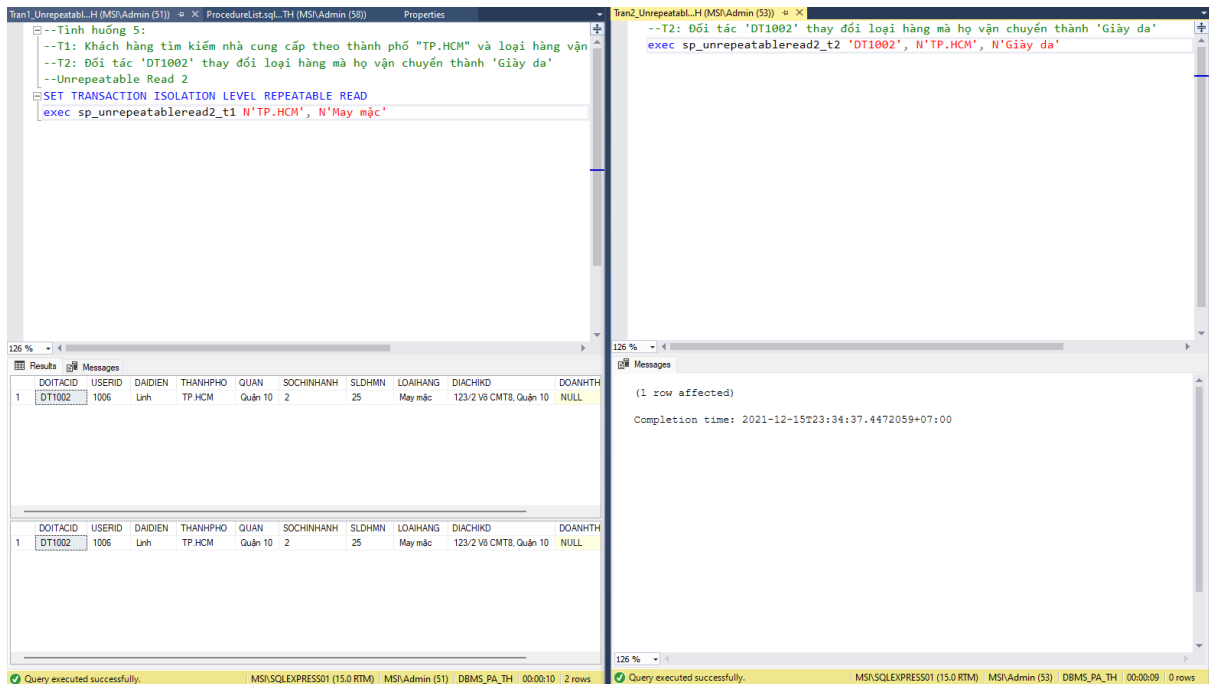 Tran1_Unrepeatabl...H (MSI\Admin (51)) ProcedureList.sql...TH (MSI\Admin (58)) Properties
--Tình huống 5:
--T1: Khách hàng tìm kiếm nhà cung cấp theo thành phố "TP.HCM" và loại hàng vận
--T2: Đối tác 'DT1002' thay đổi loại hàng mà họ vận chuyển thành 'Giày da'
--Unrepeatable Read 2
SET TRANSACTION ISOLATION LEVEL REPEATABLE READ
exec sp_unrepeatableread2_t1 N'TP.HCM', N'May mặc'
126 %
Results Messages
DOITACID USERID DAIDIEN THANHPHO QUAN SOCHINHANH SLDHMN LOAIHANG DIACHIKD DOANHTH
1 DT1002 1006 Linh TP.HCM Quận 10 2 25 May mặc 123/2 Võ CMT8, Quận 10 NULL
DOITACID USERID DAIDIEN THANHPHO QUAN SOCHINHANH SLDHMN LOAIHANG DIACHIKD DOANHTH
1 DT1002 1006 Linh TP.HCM Quận 10 2 25 May mặc 123/2 Võ CMT8, Quận 10 NULL
Query executed successfully. MSI\SQLEXPRESS01 (15.0 RTM) MSI\Admin (51) DBMS_PA_TH 00:00:10 2 rows
Tran2_Unrepeatabl...H (MSI\Admin (53))
--T2: Đối tác 'DT1002' thay đổi loại hàng mà họ vận chuyển thành 'Giày da'
exec sp_unrepeatableread2_t2 'DT1002', N'TP.HCM', N'Giày da'
126 %
Messages
(1 row affected)
Completion time: 2021-12-15T23:34:37.4472059+07:00
126 %
Query executed successfully. MSI\SQLEXPRESS01 (15.0 RTM) MSI\Admin (53) DBMS_PA_TH 00:00:09 0 rows